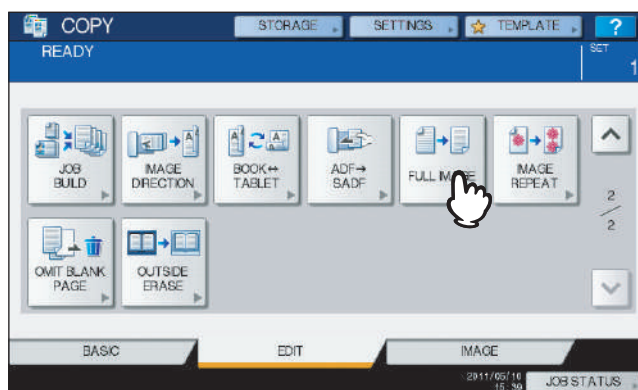 COPY
STORAGE
SETTINGS
TEMPLATE
?
READY
SET
1
JOB
BUILD
IMAGE
DIRECTION
BOOK↔
TABLET
ADF→
SADF
FULL IMAGE
IMAGE
REPEAT
2
2
OMIT BLANK
PAGE
OUTSIDE
ERASE
BASIC
EDIT
IMAGE
2011/05/10
15:39
JOB STATUS